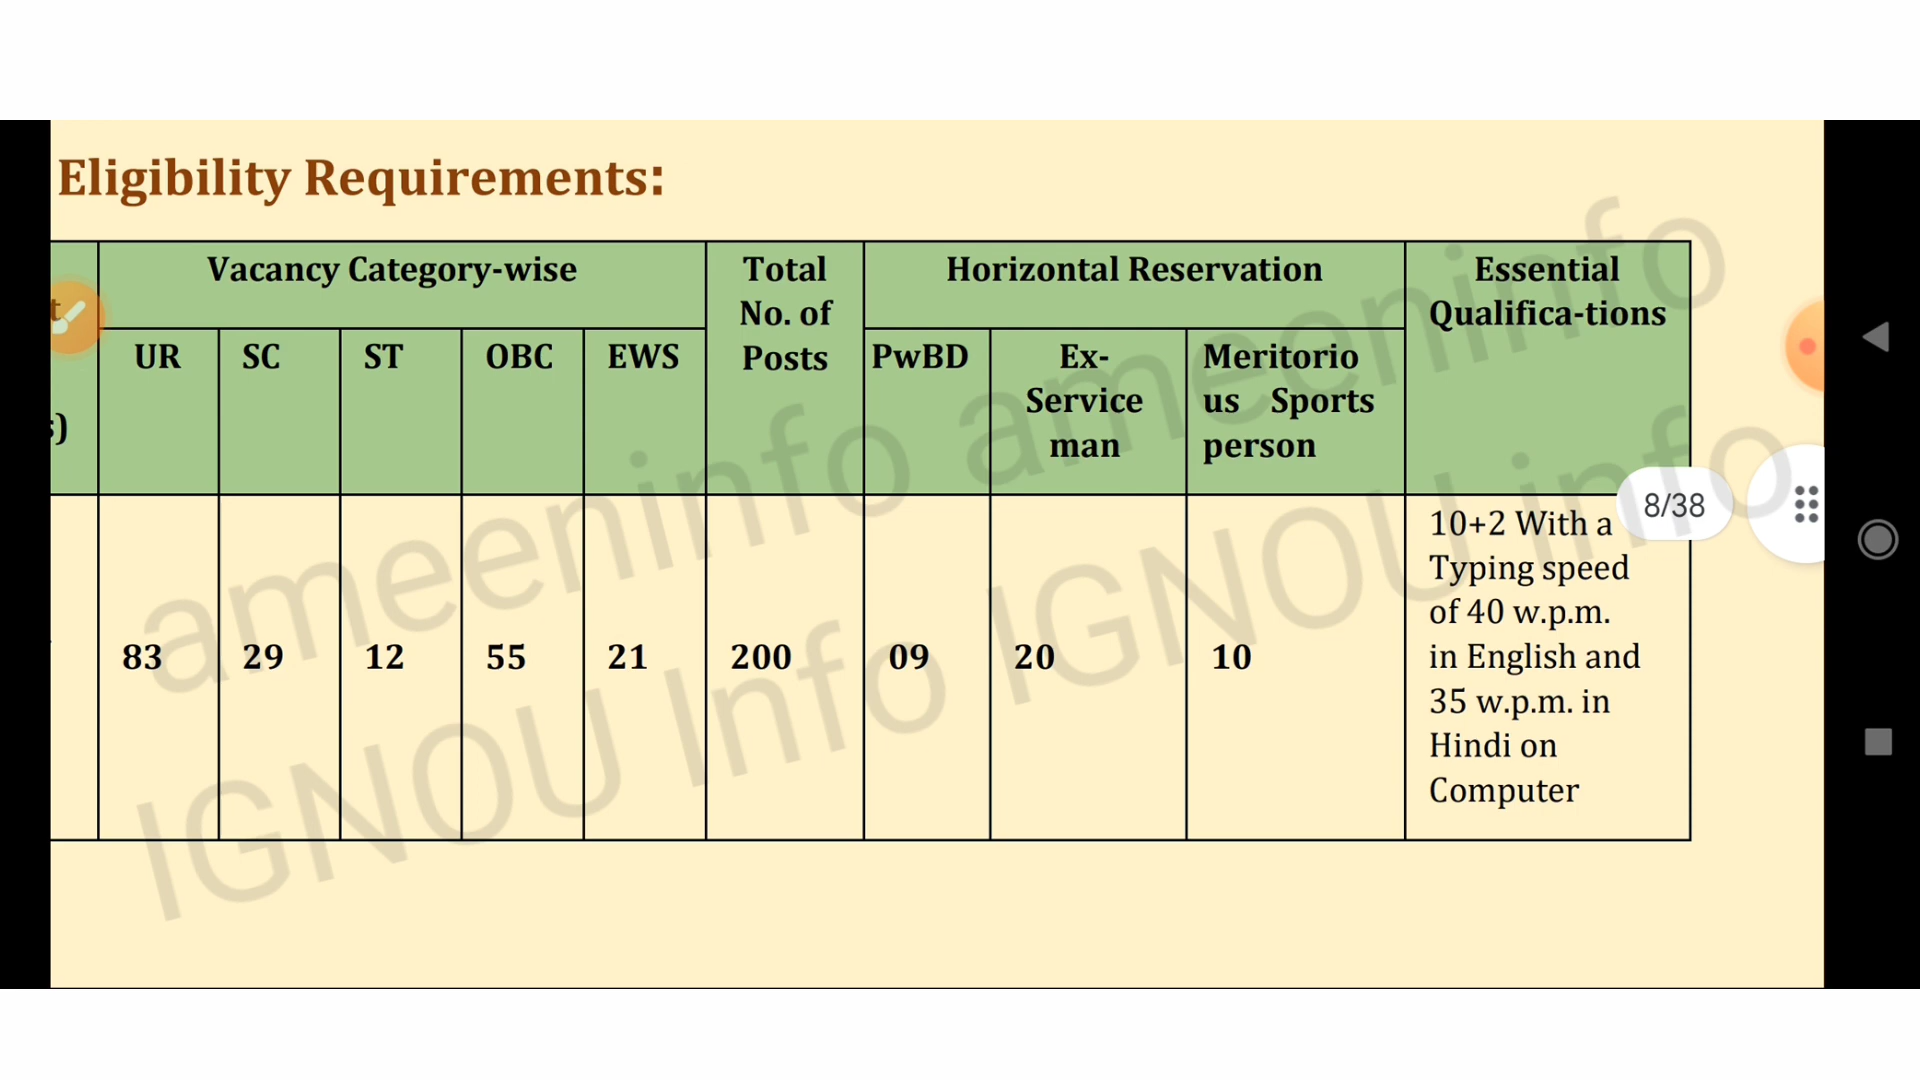 Eligibility Requirements:
Vacancy Category-wise
Total No. of Posts
Horizontal Reservation
Essential Qualifica-tions
t
s)
UR
SC
ST
OBC
EWS
PwBD
Ex-
Service
man
Meritorio
us Sports
person
8/38
83
29
12
55
21
200
09
20
10
10+2 With a
Typing speed
of 40 w.p.m.
in English and
35 w.p.m. in
Hindi on
Computer
ameeninfo ameeninfo
IGNOU Info IGNOU info